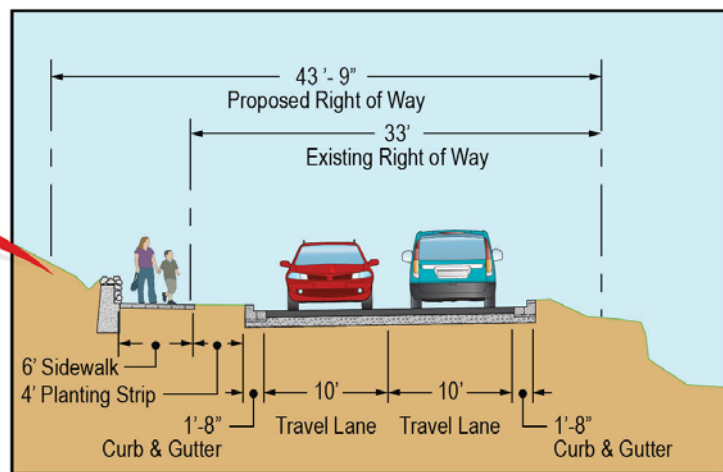 43 '- 9"
Proposed Right of Way
33'
Existing Right of Way
6' Sidewalk
4' Planting Strip
10'
10'
1'-8"
Curb & Gutter
Travel Lane
Travel Lane
1'-8"
Curb & Gutter